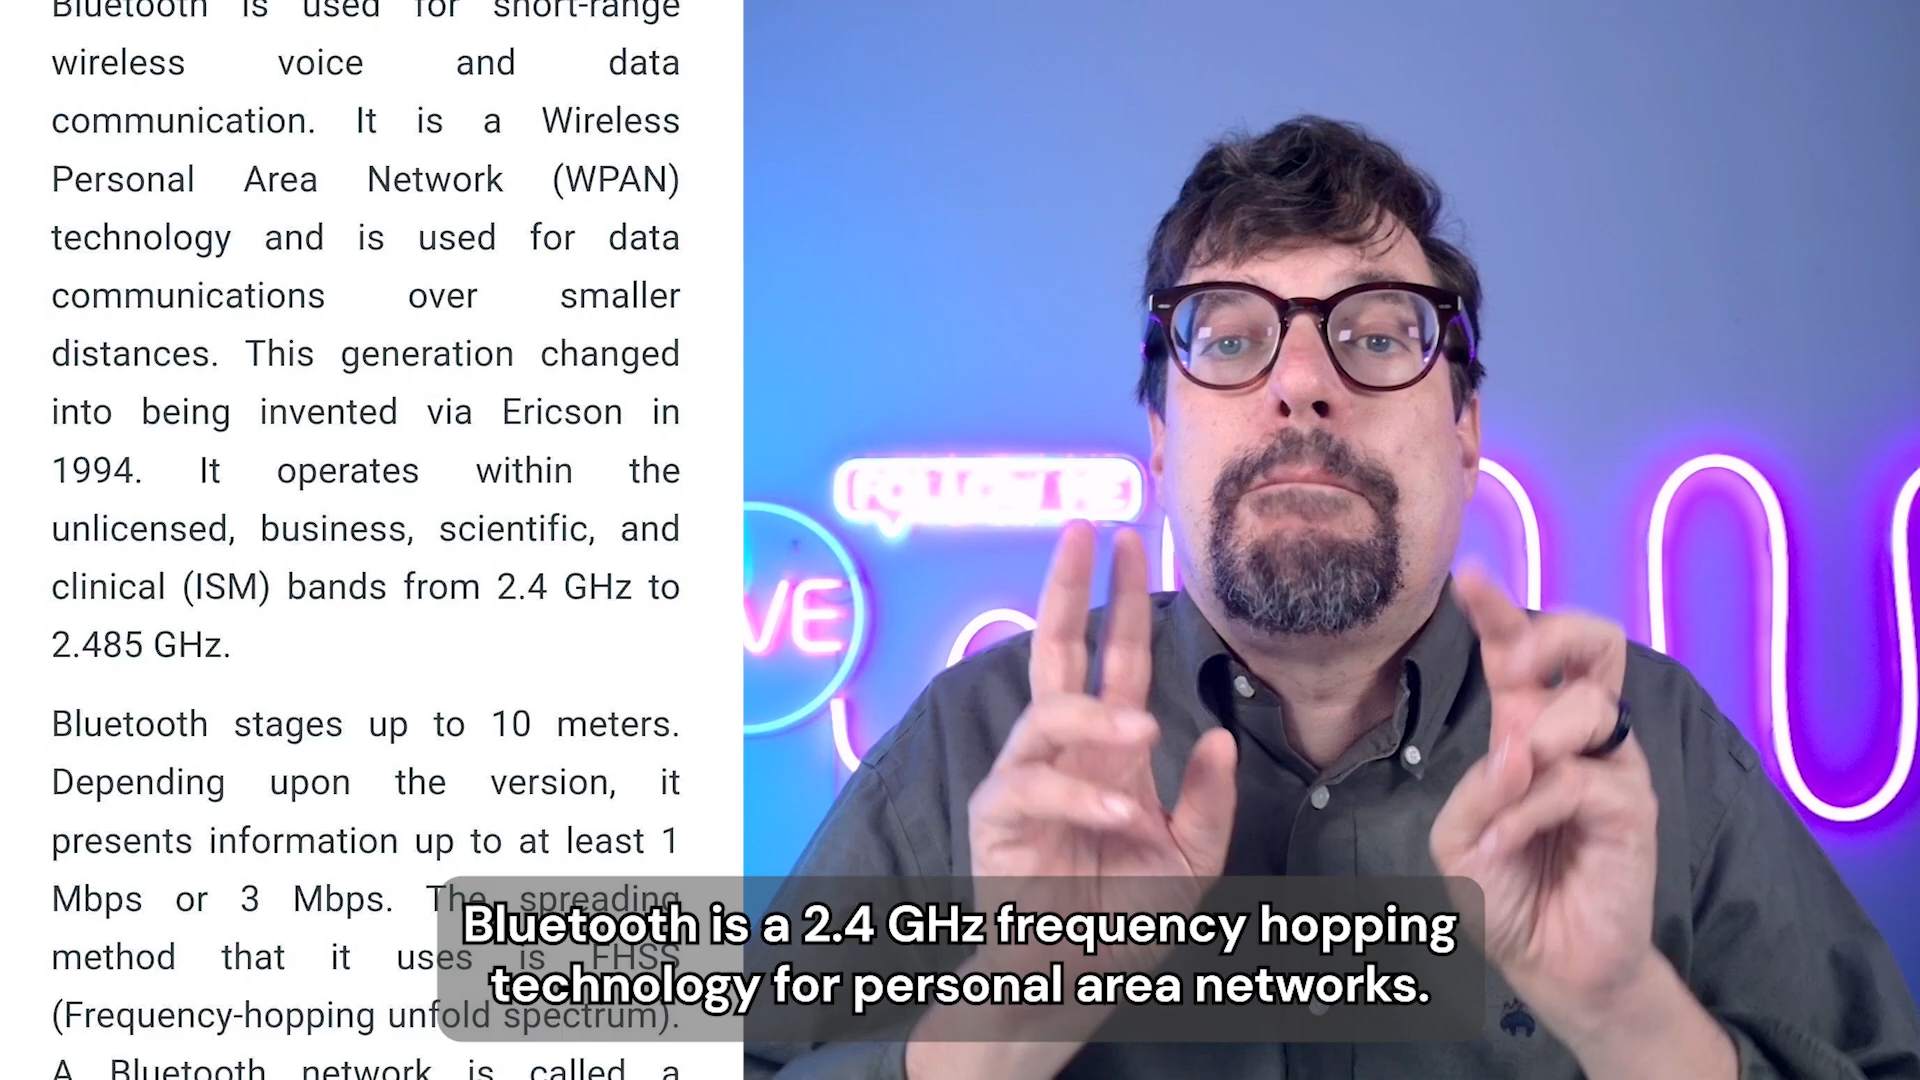 Bluetooth is used for short-range
wireless voice and data
communication. It is a Wireless
Personal Area Network (WPAN)
technology and is used for data
communications over smaller
distances. This generation changed
into being invented via Ericson in
1994. It operates within the
unlicensed, business, scientific, and
clinical (ISM) bands from 2.4 GHz to
2.485 GHz.
Bluetooth stages up to 10 meters.
Depending upon the version, it
presents information up to at least 1
Mbps or 3 Mbps. The spreading
method that it uses is FHSS
(Frequency-hopping unfold spectrum).
A Bluetooth network is called a
FOLLOW ME
VE
Bluetooth is a 2.4 GHz frequency hopping
technology for personal area networks.